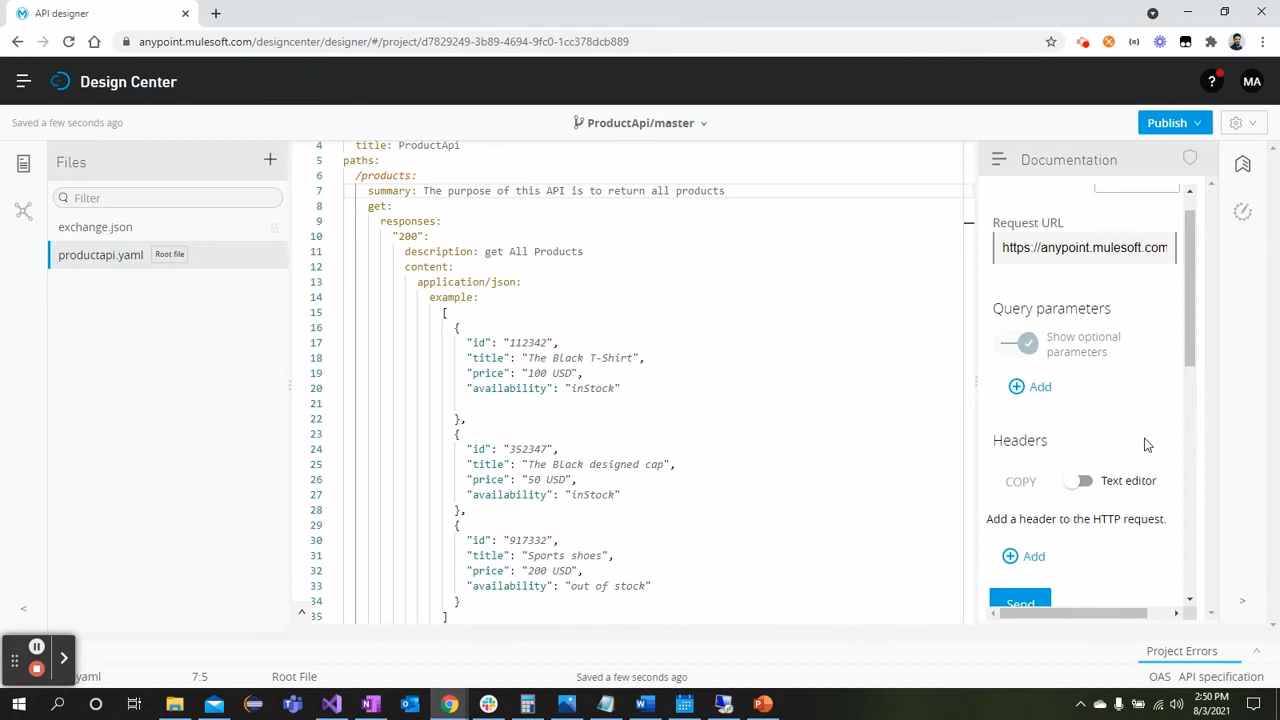 API designer
anypoint.mulesoft.com/designcenter/designer/#/project/d7829249-3b89-4694-9fc0-1cc378dcb889
Design Center
?
MA
Saved a few seconds ago
ProductApi/master
Publish
Files
Filter
exchange.json
productapi.yaml
Root file
4 title: ProductApi
5 paths:
6 /products:
7 summary: The purpose of this API is to return all products
8 get:
9 responses:
10 "200":
11 description: get All Products
12 content:
13 application/json:
14 example:
15 [
16 {
17 "id": "112342",
18 "title": "The Black T-Shirt",
19 "price": "100 USD",
20 "availability": "inStock"
21
22 },
23 {
24 "id": "352347",
25 "title": "The Black designed cap",
26 "price": "50 USD",
27 "availability": "inStock"
28 },
29 {
30 "id": "917332",
31 "title": "Sports shoes",
32 "price": "200 USD",
33 "availability": "out of stock"
34 }
35 ]
Documentation
Request URL
https://anypoint.mulesoft.com
Query parameters
Show optional
parameters
Add
Headers
COPY
Text editor
Add a header to the HTTP request.
Add
Send
Project Errors
yaml
7:5
Root File
Saved a few seconds ago
OAS
API specification
2:50 PM
8/3/2021